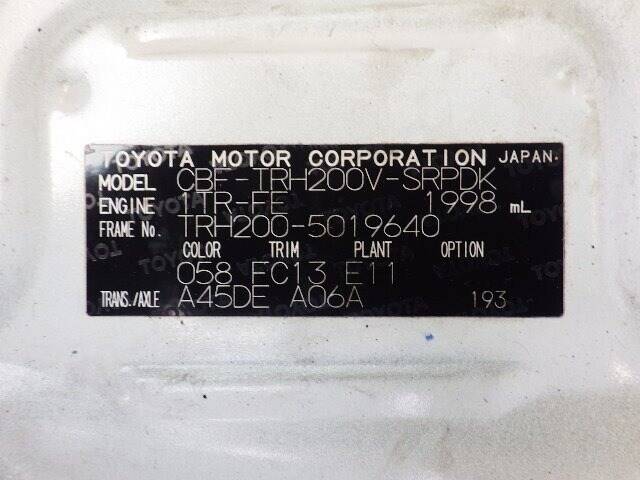 TOYOTA MOTOR CORPORATION JAPAN.
MODEL CBF-TRH200V-SRPDK
ENGINE 1TR-FE 1998 mL
FRAME No. TRH200-5019640
COLOR TRIM PLANT OPTION
058 FC13 E11
TRANS./AXLE A45DE A06A 193